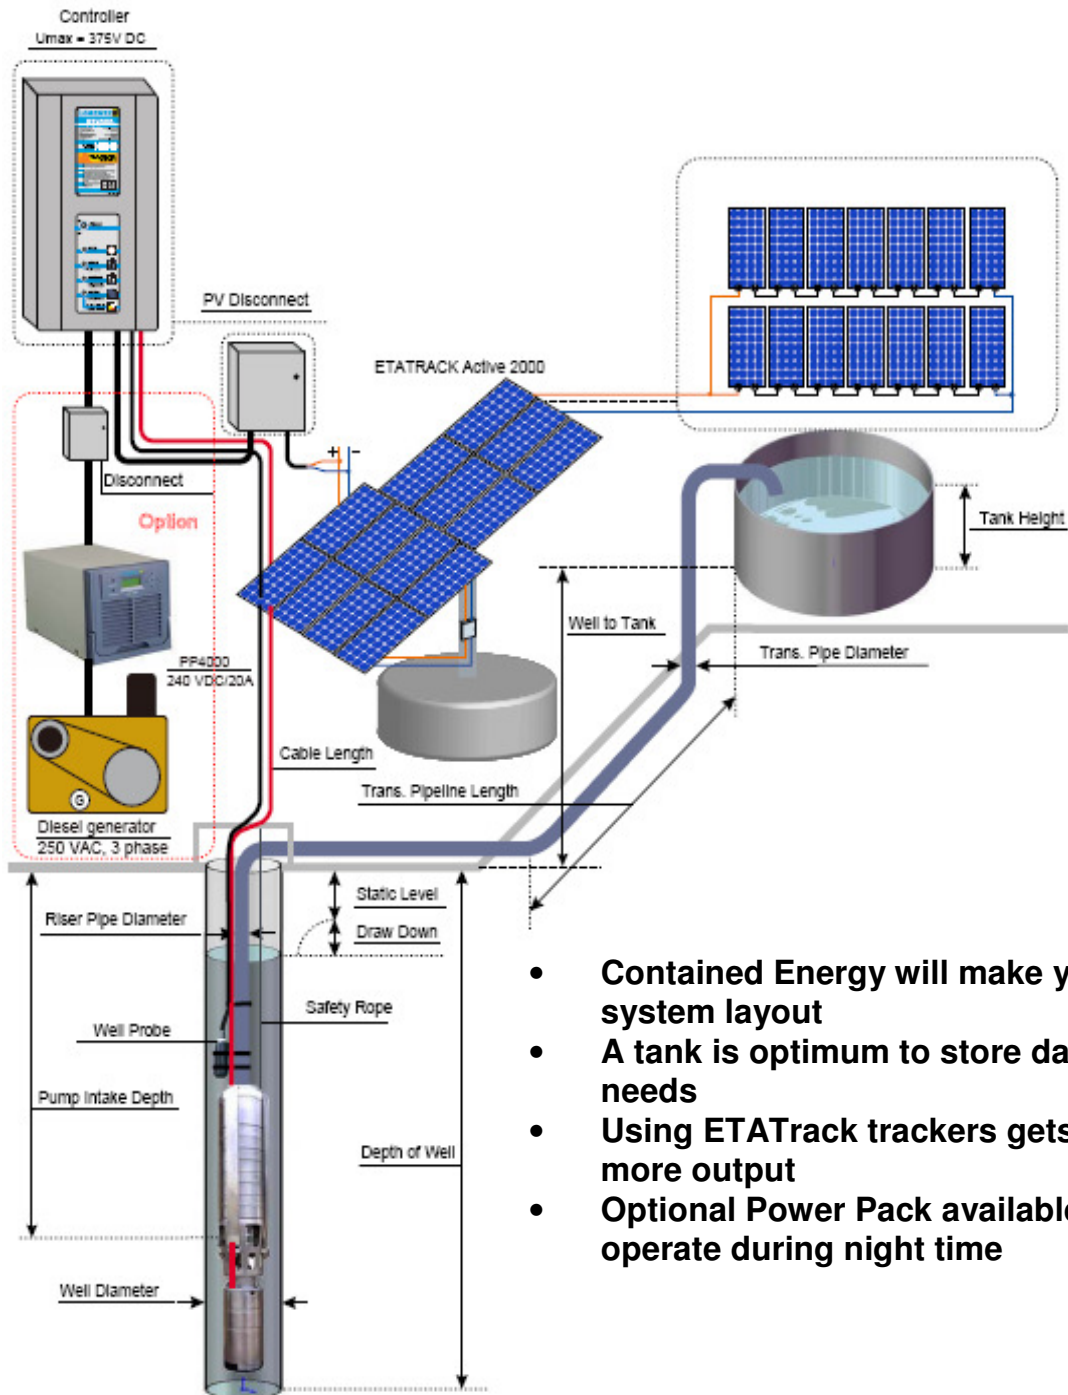 Controller
Umax = 375V DC
PV Disconnect
ETATRACK Active 2000
+ -
Disconnect
Option
Tank Height
Well to Tank
Trans. Pipe Diameter
PP4000
240 VDC/20A
Cable Length
Trans. Pipeline Length
G
Diesel generator
250 VAC, 3 phase
Static Level
Riser Pipe Diameter
Draw Down
Safety Rope
Well Probe
Pump Intake Depth
Depth of Well
Well Diameter
• Contained Energy will make y
system layout
• A tank is optimum to store da
needs
• Using ETATrack trackers gets
more output
• Optional Power Pack available
operate during night time